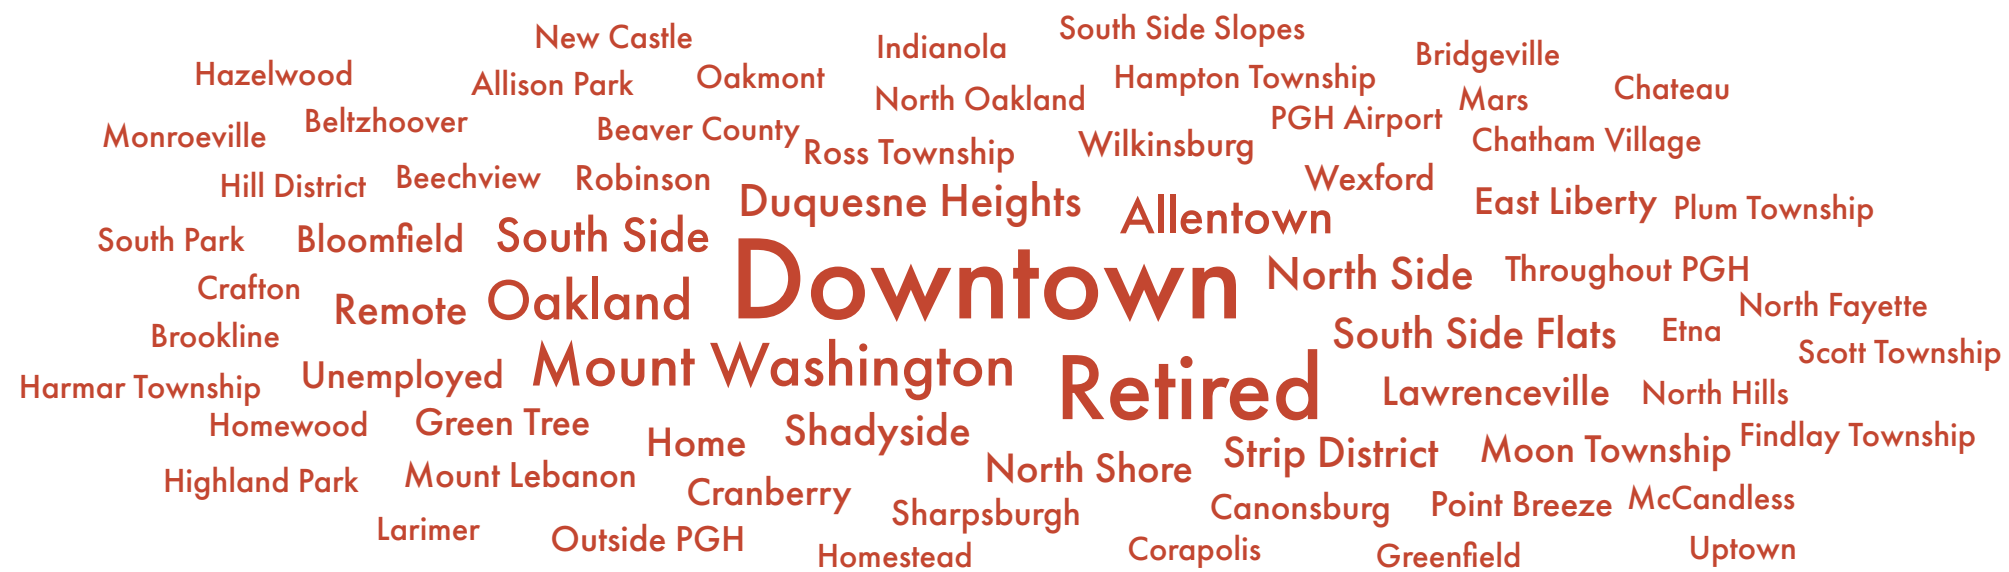 South Side Slopes
New Castle
Indianola
Bridgeville
Hazelwood
Allison Park
Oakmont
Hampton Township
Chateau
North Oakland
Mars
Monroeville
Beltzhoover
Beaver County
PGH Airport
Chatham Village
Ross Township
Wilkinsburg
Hill District
Beechview
Robinson
Wexford
Duquesne Heights
East Liberty
Plum Township
South Park
Bloomfield
South Side
Allentown
Crafton
Remote
Oakland
Downtown
North Side
Throughout PGH
North Fayette
Brookline
South Side Flats
Etna
Scott Township
Harmar Township
Unemployed
Mount Washington
Retired
Lawrenceville
North Hills
Homewood
Green Tree
Home
Shadyside
Strip District
Moon Township
Findlay Township
Highland Park
Mount Lebanon
Cranberry
North Shore
Sharpsburgh
Canonsburg
Point Breeze
McCandless
Larimer
Outside PGH
Homestead
Corapolis
Greenfield
Uptown